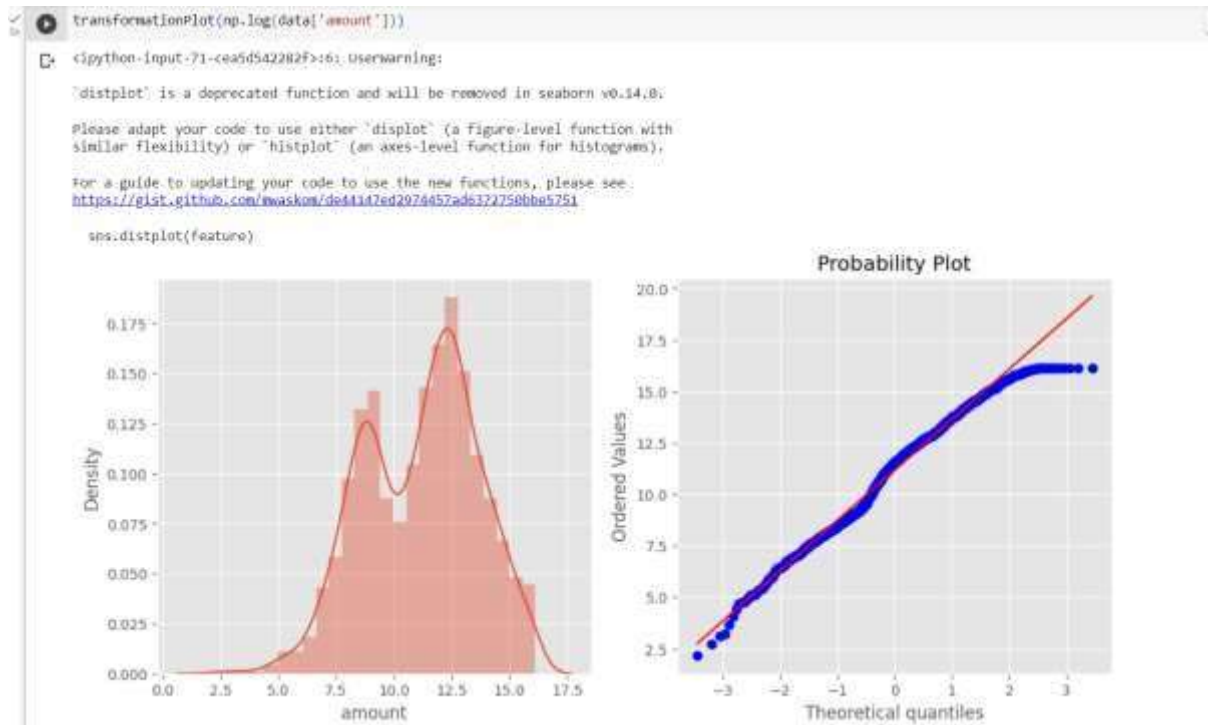 transformationPlot(np.log(data['amount']))
<ipython-input-71-cea5d542282f>:6: UserWarning:
`distplot` is a deprecated function and will be removed in seaborn v0.14.0.
Please adapt your code to use either `displot` (a figure-level function with
similar flexibility) or `histplot` (an axes-level function for histograms).
For a guide to updating your code to use the new functions, please see
https://gist.github.com/mwaskom/de44147ed2974457ad6372750bbe5751
sns.distplot(feature)
Probability Plot
Density
0.175
0.150
0.125
0.100
0.075
0.050
0.025
0.000
0.0 2.5 5.0 7.5 10.0 12.5 15.0 17.5
amount
Ordered Values
20.0
17.5
15.0
12.5
10.0
7.5
5.0
2.5
−3 −2 −1 0 1 2 3
Theoretical quantiles